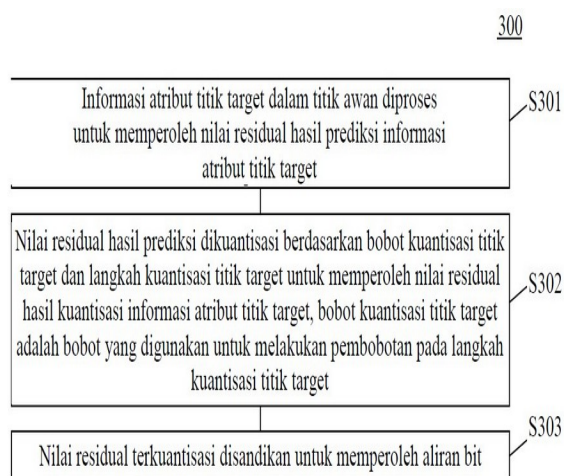 300
Informasi atribut titik target dalam titik awan diproses
untuk memperoleh nilai residual hasil prediksi informasi
atribut titik target
S301
Nilai residual hasil prediksi dikuantisasi berdasarkan bobot kuantisasi titik
target dan langkah kuantisasi titik target untuk memperoleh nilai residual
hasil kuantisasi informasi atribut titik target, bobot kuantisasi titik target
adalah bobot yang digunakan untuk melakukan pembobotan pada langkah
kuantisasi titik target
S302
Nilai residual terkuantisasi disandikan untuk memperoleh aliran bit
S303